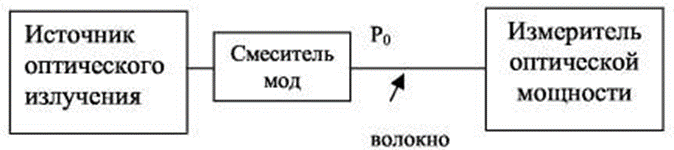 Источник
оптического
излучения
Смеситель
мод
P₀
волокно
Измеритель
оптической
мощности